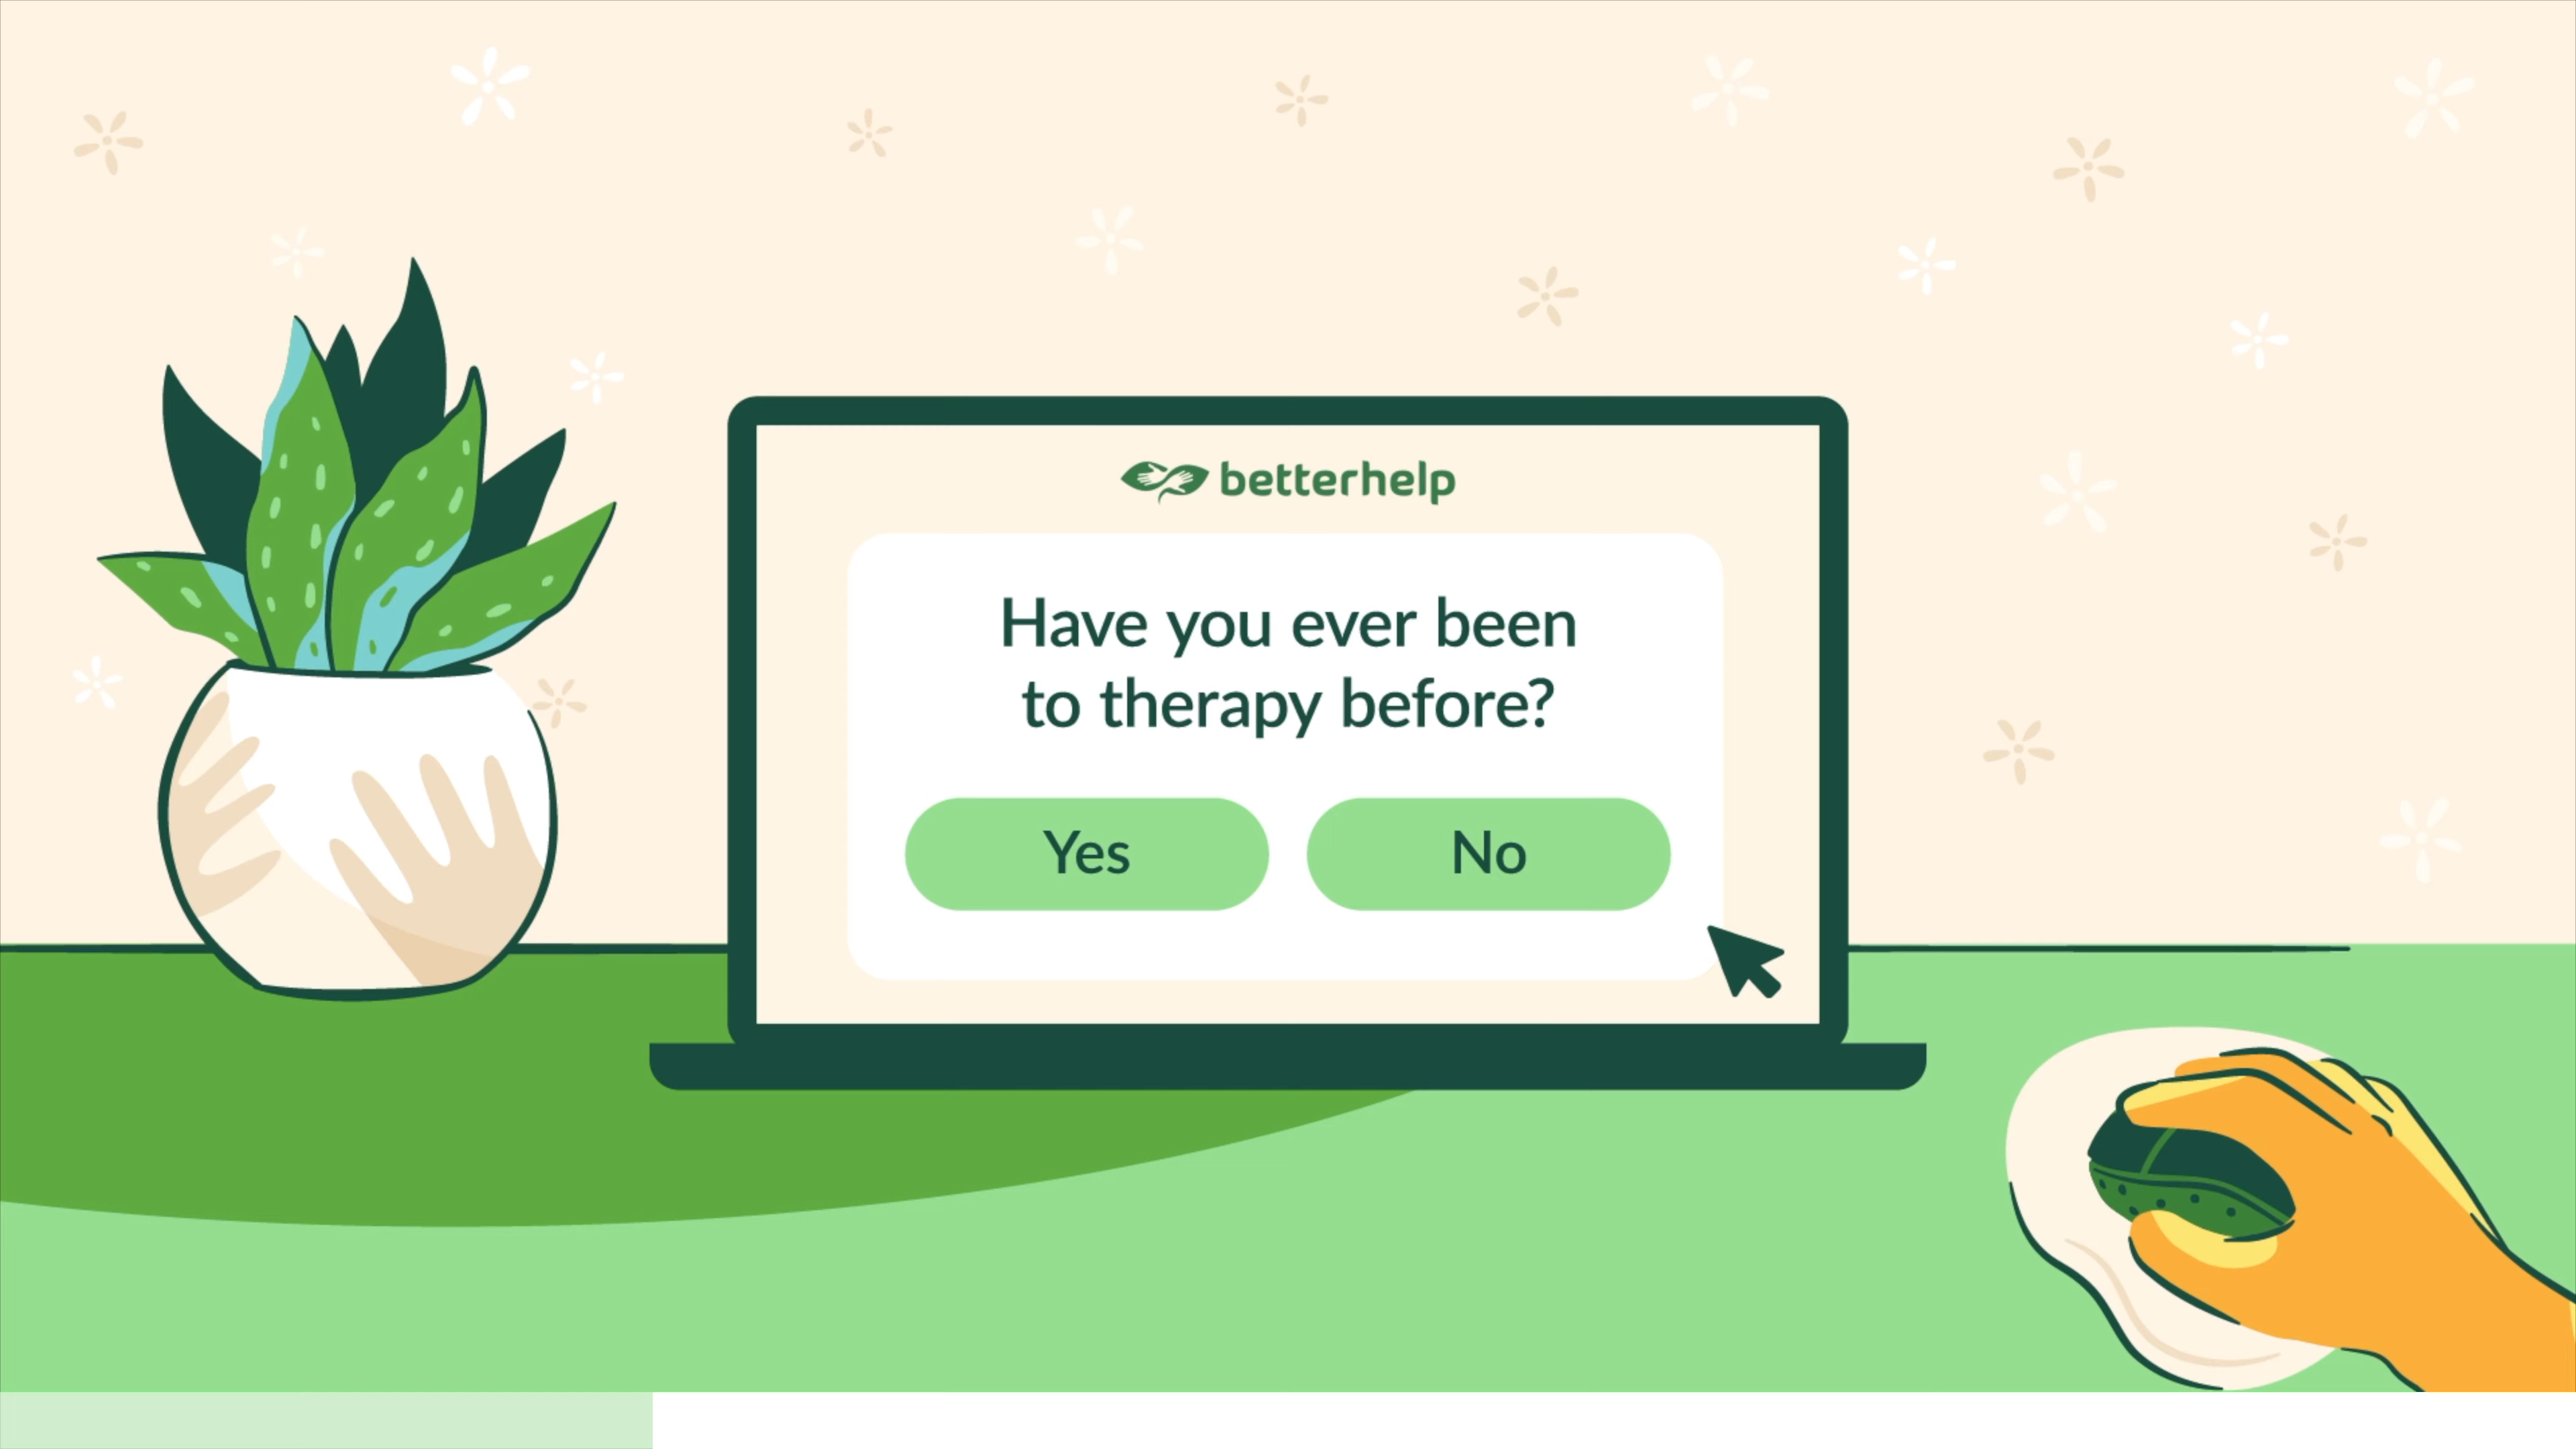 betterhelp
Have you ever been
to therapy before?
Yes
No